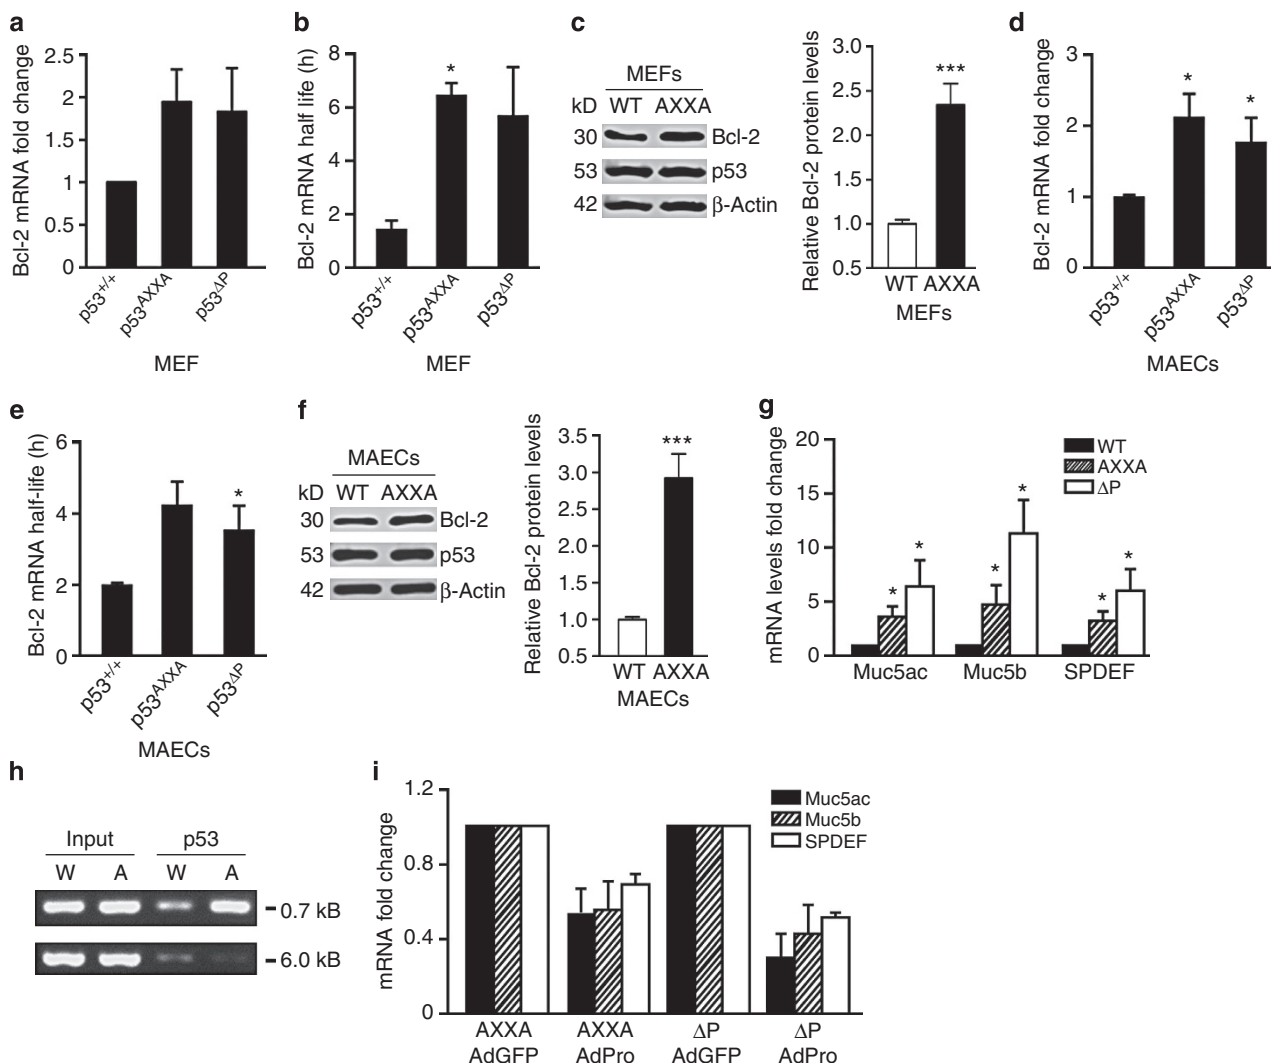 a
Bcl-2 mRNA fold change
2.5
2
1.5
1
0.5
0
p53+/+
p53AXXA
p53ΔP
MEF
b
Bcl-2 mRNA half life (h)
8
6
4
2
0
*
p53+/+
p53AXXA
p53ΔP
MEF
c
MEFs
kD WT AXXA
30 Bcl-2
53 p53
42 β-Actin
Relative Bcl-2 protein levels
3.0
2.5
2.0
1.5
1.0
0.5
***
WT AXXA
MEFs
d
Bcl-2 mRNA fold change
3
2
1
0
*
*
p53+/+
p53AXXA
p53ΔP
MAECs
e
Bcl-2 mRNA half-life (h)
6
4
2
0
*
p53+/+
p53AXXA
p53ΔP
MAECs
f
MAECs
kD WT AXXA
30 Bcl-2
53 p53
42 β-Actin
Relative Bcl-2 protein levels
3.5
3.0
2.5
2.0
1.5
1.0
0.5
***
WT AXXA
MAECs
g
mRNA levels fold change
20
15
10
5
0
WT
AXXA
ΔP
* *
* *
* *
Muc5ac Muc5b SPDEF
h
Input p53
W A W A
0.7 kB
6.0 kB
i
mRNA fold change
1.2
0.8
0.4
0
Muc5ac
Muc5b
SPDEF
AXXA AXXA ΔP ΔP
AdGFP AdPro AdGFP AdPro